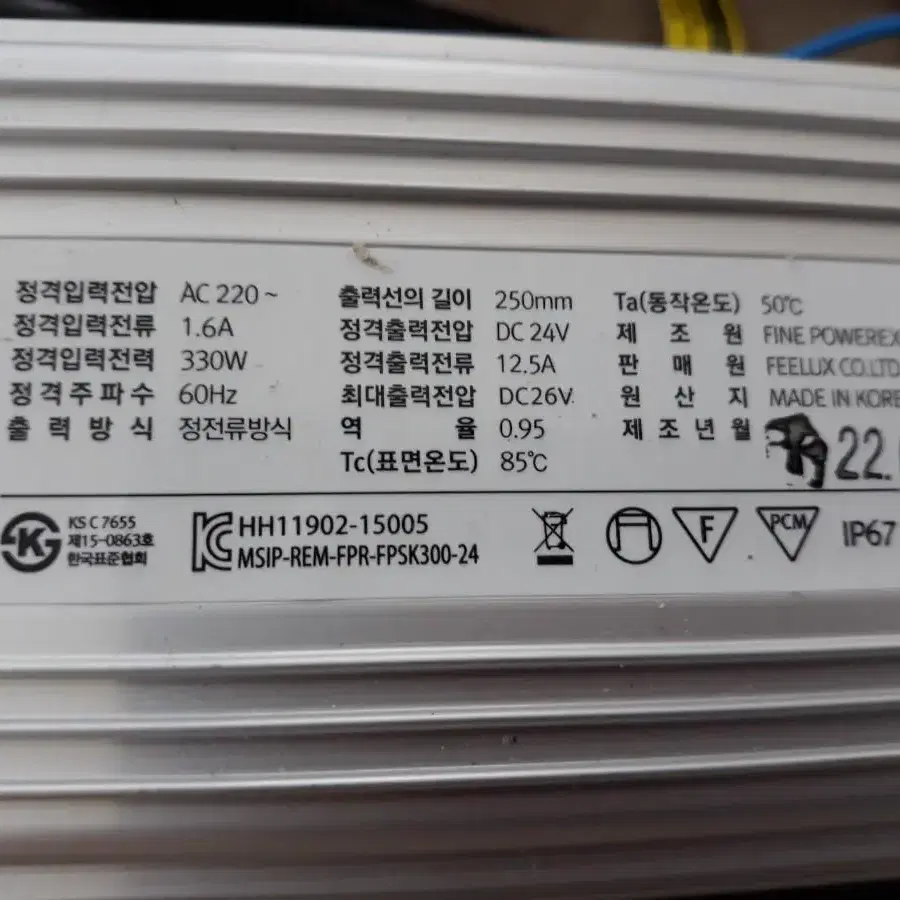 정격입력전압 AC 220 ~
정격입력전류 1.6A
정격입력전력 330W
정격주파수 60Hz
출력방식 정전류방식
출력선의 길이 250mm
정격출력전압 DC 24V
정격출력전류 12.5A
최대출력전압 DC26V
역율 0.95
Tc(표면온도) 85℃
Ta(동작온도) 50℃
제조원 FINE POWEREX
판매원 FEELUX CO.LTD
원산지 MADE IN KORE
제조년월 22.
KS C 7655
제15-0863호
한국표준협회
HH11902-15005
MSIP-REM-FPR-FPSK300-24
F
PCM
IP67